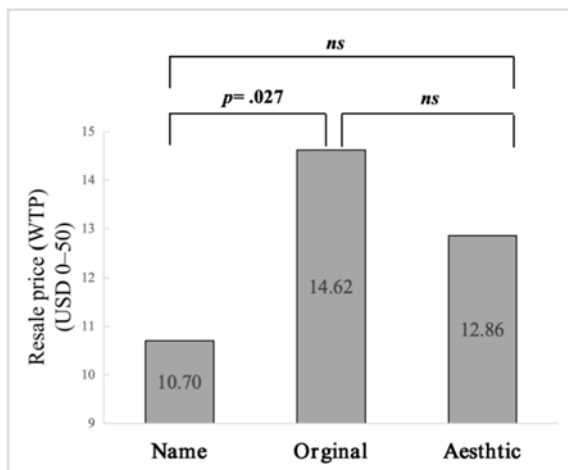 ns
p= .027
ns
Resale price (WTP)
(USD 0–50)
15
14
13
12
11
10
9
10.70
14.62
12.86
Name
Orginal
Aesthtic